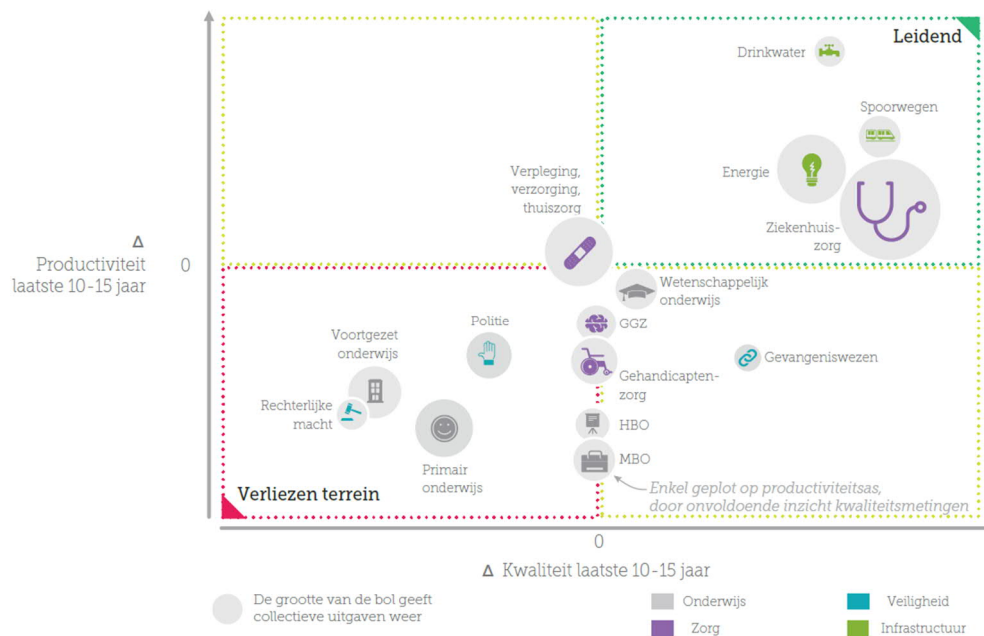 Leidend
Drinkwater
Spoorwegen
Verpleging,
verzorging,
thuiszorg
Energie
Ziekenhuis-
zorg
Δ
Productiviteit
laatste 10-15 jaar
0
Wetenschappelijk
onderwijs
Politie
GGZ
Voortgezet
onderwijs
Gevangeniswezen
Gehandicapten-
zorg
Rechterlijke
macht
HBO
Primair
onderwijs
MBO
Verliezen terrein
Enkel geplot op productiviteitsas,
door onvoldoende inzicht kwaliteitsmetingen
0
Δ Kwaliteit laatste 10-15 jaar
De grootte van de bol geeft
collectieve uitgaven weer
Onderwijs
Veiligheid
Zorg
Infrastructuur